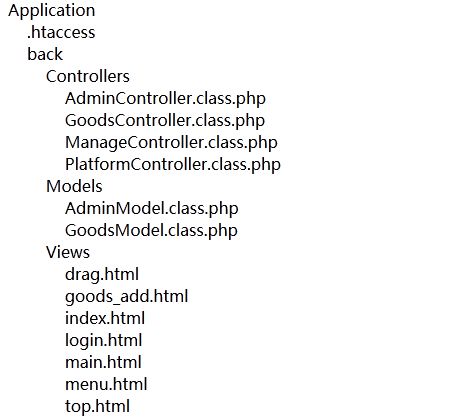 Application
.htaccess
back
Controllers
AdminController.class.php
GoodsController.class.php
ManageController.class.php
PlatformController.class.php
Models
AdminModel.class.php
GoodsModel.class.php
Views
drag.html
goods_add.html
index.html
login.html
main.html
menu.html
top.html